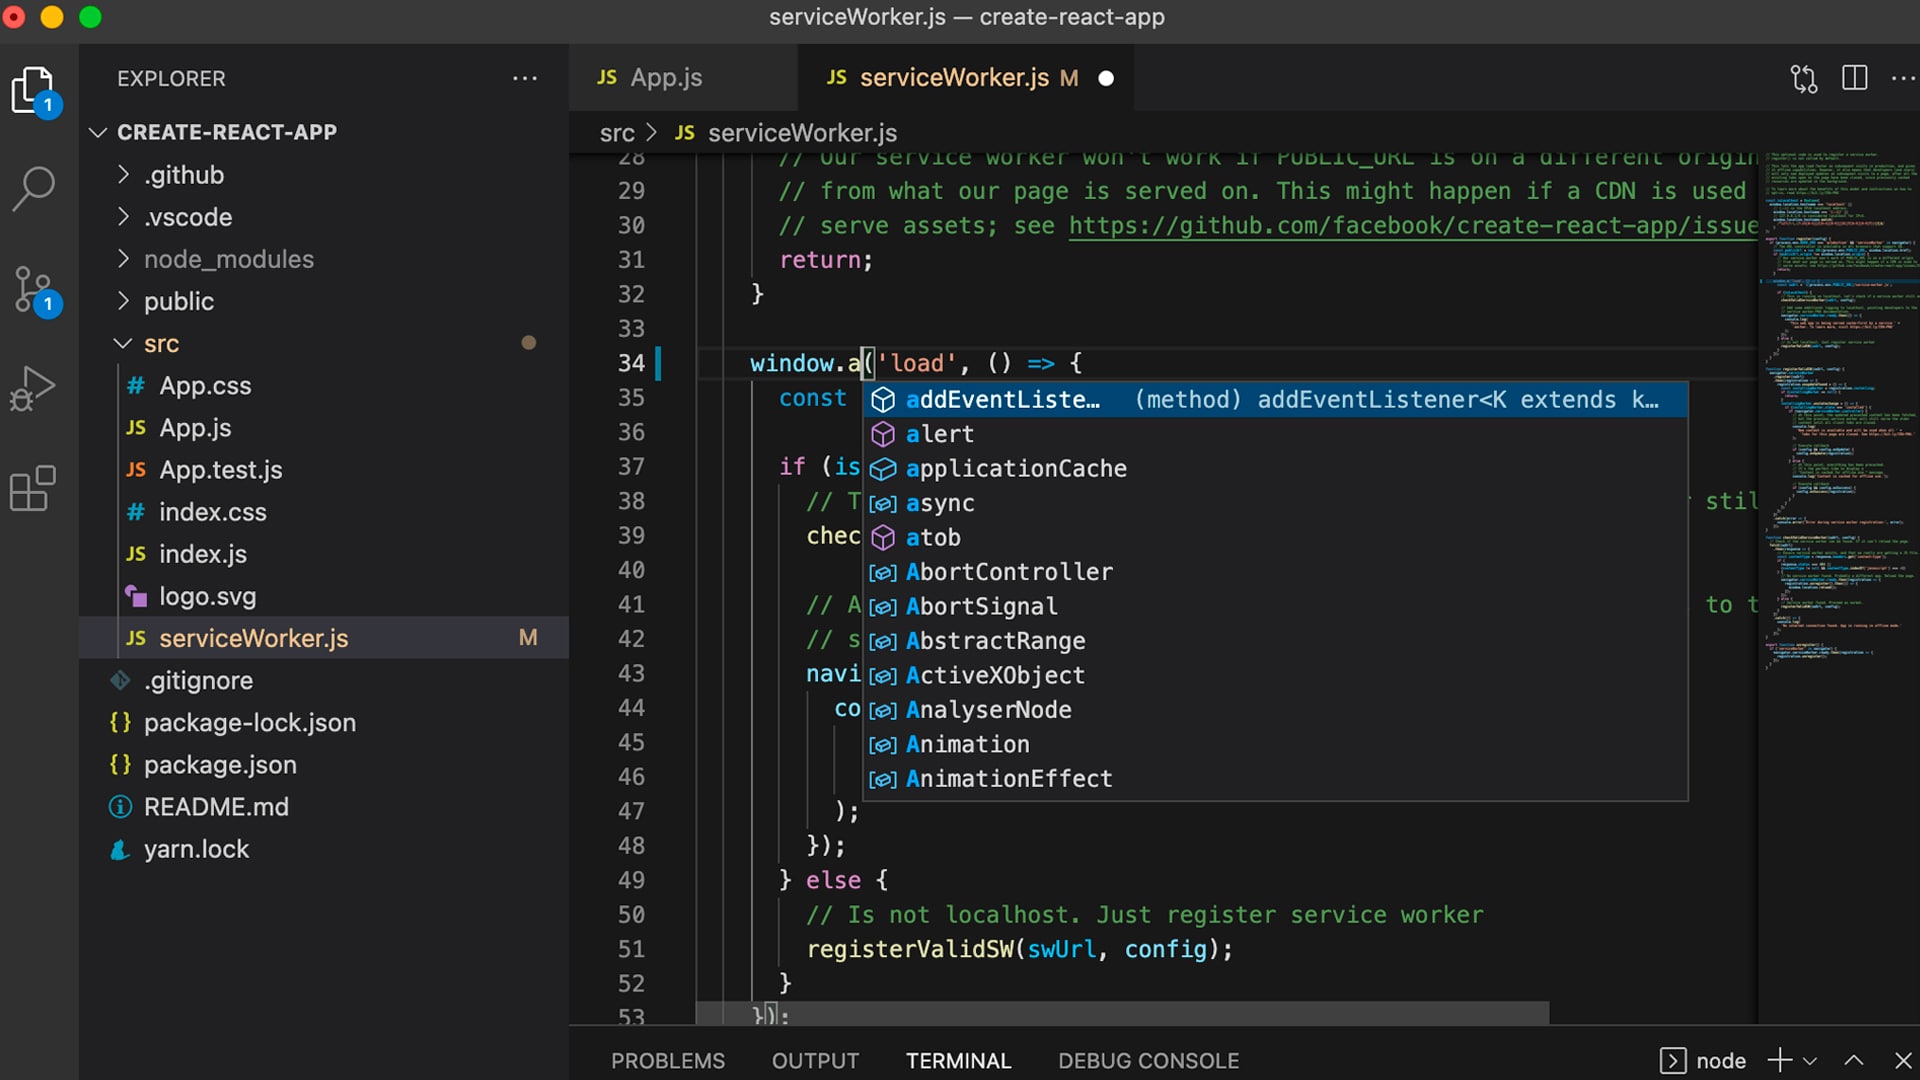 serviceWorker.js — create-react-app
EXPLORER
JS App.js
JS serviceWorker.js M
1
CREATE-REACT-APP
.github
.vscode
node_modules
public
src
# App.css
JS App.js
JS App.test.js
# index.css
JS index.js
logo.svg
JS serviceWorker.js M
.gitignore
{} package-lock.json
{} package.json
README.md
yarn.lock
1
src > JS serviceWorker.js
28 // Our service worker won't work if PUBLIC_URL is on a different origin
29 // from what our page is served on. This might happen if a CDN is used
30 // serve assets; see https://github.com/facebook/create-react-app/issue
31 return;
32 }
33
34 window.a('load', () => {
35 const
36
37 if (is
38 // T r stil
39 chec
40
41 // A to t
42 // s
43 navi
44 co
45
46
47 );
48 });
49 } else {
50 // Is not localhost. Just register service worker
51 registerValidSW(swUrl, config);
52 }
53 });
addEventListe… (method) addEventListener<K extends k…
alert
applicationCache
async
atob
AbortController
AbortSignal
AbstractRange
ActiveXObject
AnalyserNode
Animation
AnimationEffect
PROBLEMS OUTPUT TERMINAL DEBUG CONSOLE
node